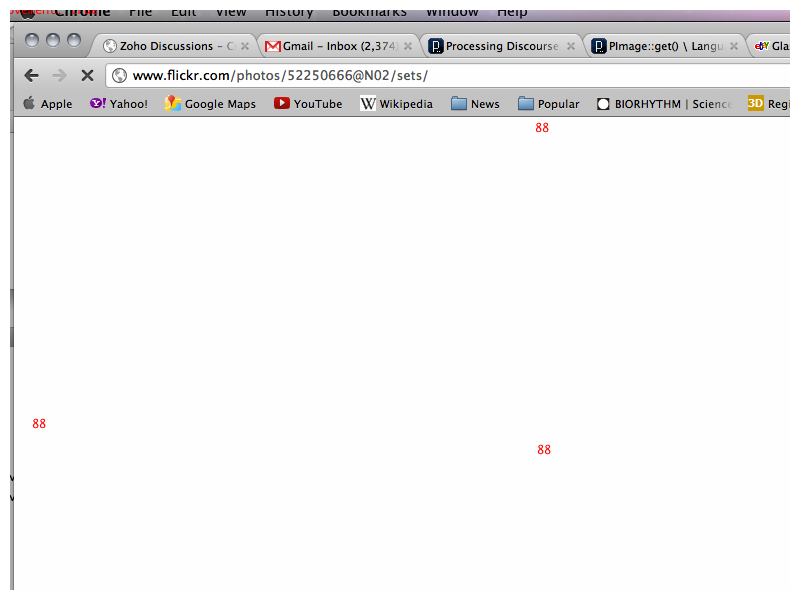 Chrome File Edit View History Bookmarks Window Help
Zoho Discussions – C Gmail – Inbox (2,374) Processing Discourse PImage::get() \ Langu ebY Gla
www.flickr.com/photos/52250666@N02/sets/
Apple Y! Yahoo! Google Maps YouTube W Wikipedia News Popular BIORHYTHM | Science 3D Regi
88
88
88